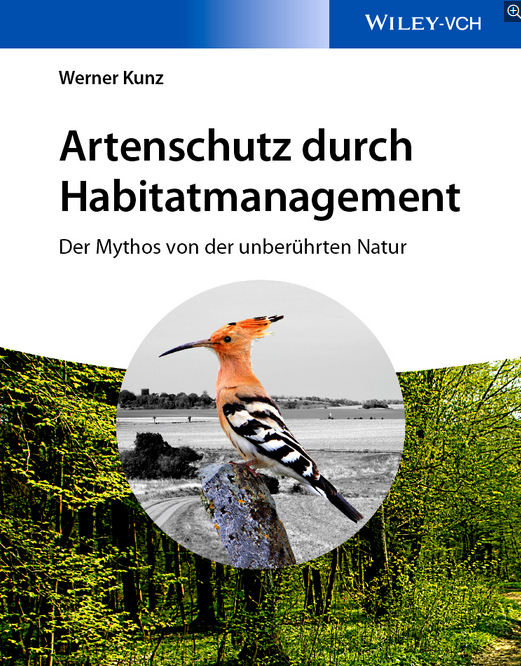 WILEY-VCH
Werner Kunz
Artenschutz durch
Habitatmanagement
Der Mythos von der unberührten Natur